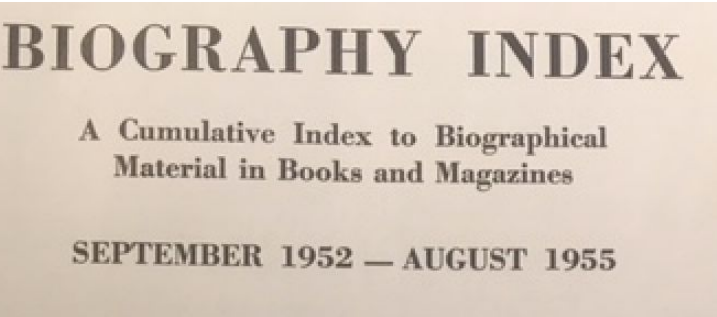 BIOGRAPHY INDEX
A Cumulative Index to Biographical
Material in Books and Magazines
SEPTEMBER 1952 — AUGUST 1955